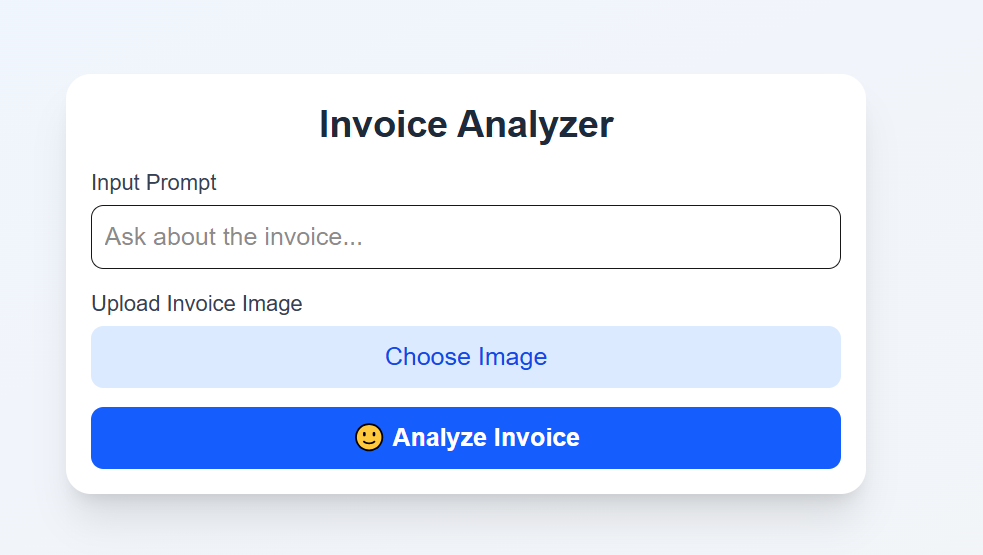 Invoice Analyzer
Input Prompt
Ask about the invoice...
Upload Invoice Image
Choose Image
🙂 Analyze Invoice